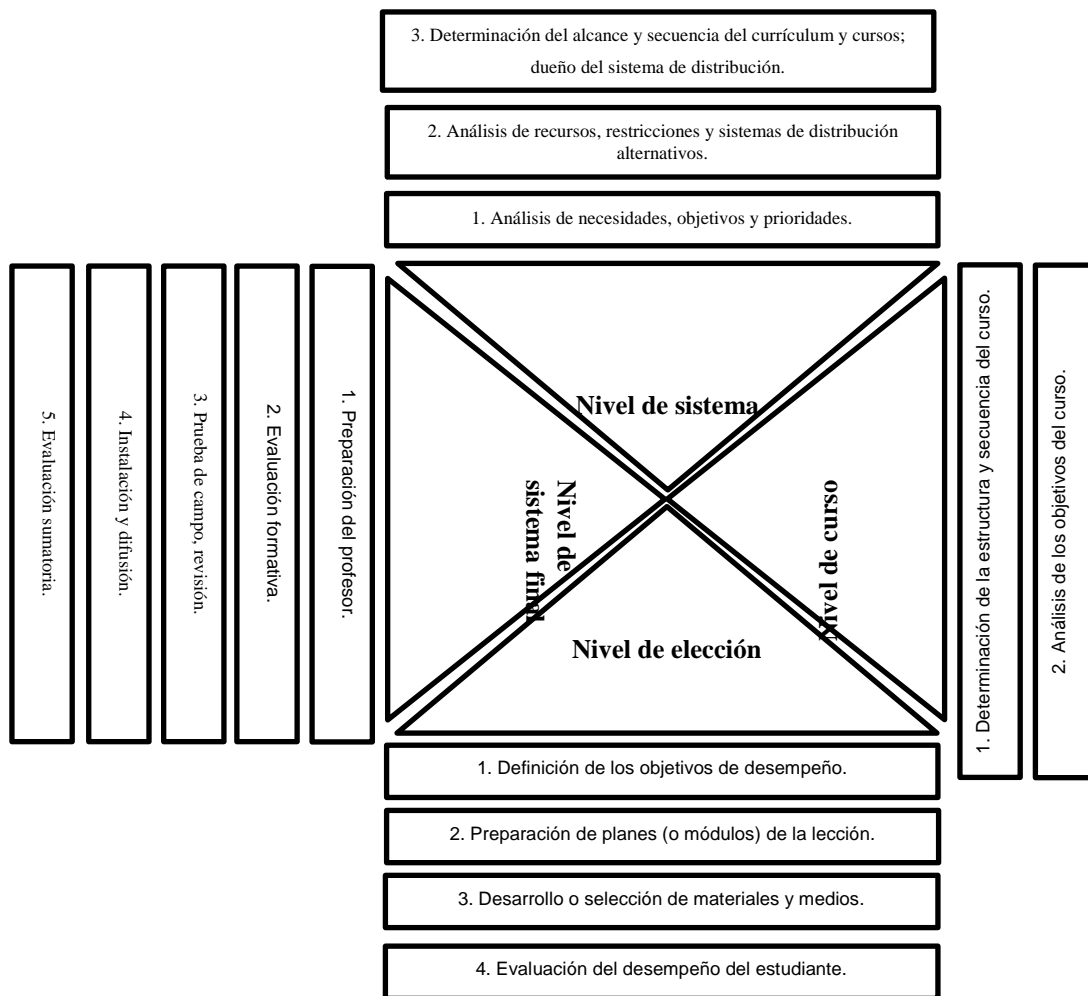 3. Determinación del alcance y secuencia del currículum y cursos;
dueño del sistema de distribución.
2. Análisis de recursos, restricciones y sistemas de distribución
alternativos.
1. Análisis de necesidades, objetivos y prioridades.
5. Evaluación sumatoria.
4. Instalación y difusión.
3. Prueba de campo, revisión.
2. Evaluación formativa.
1. Preparación del profesor.
Nivel de sistema
Nivel de
sistema final
Nivel de curso
Nivel de elección
1. Determinación de la estructura y secuencia del curso.
2. Análisis de los objetivos del curso.
1. Definición de los objetivos de desempeño.
2. Preparación de planes (o módulos) de la lección.
3. Desarrollo o selección de materiales y medios.
4. Evaluación del desempeño del estudiante.